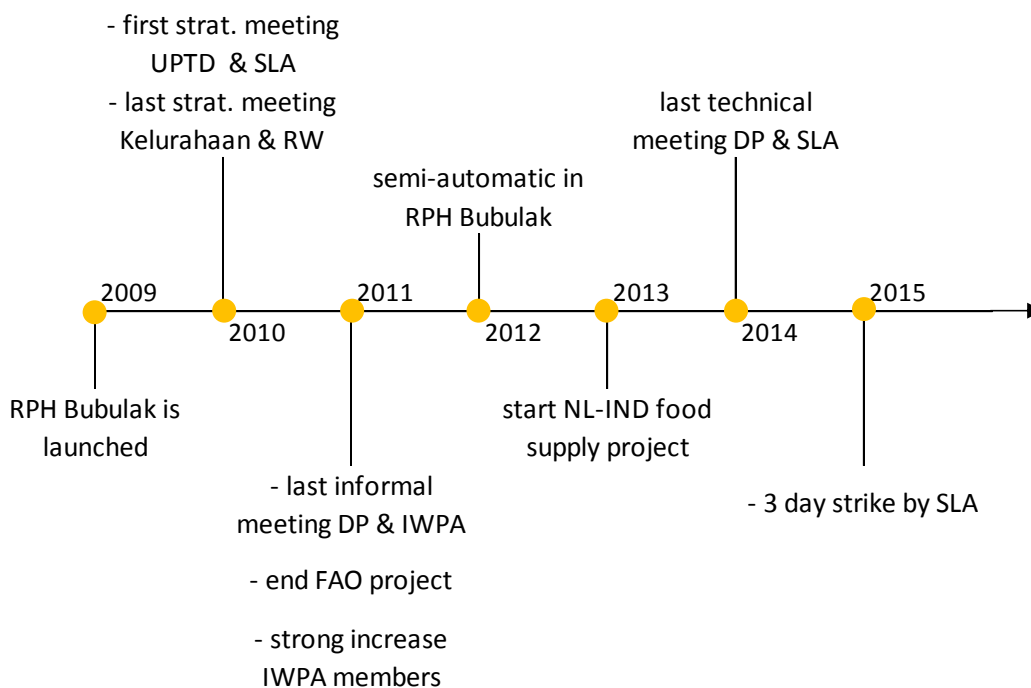 - first strat. meeting
UPTD & SLA
- last strat. meeting
Kelurahaan & RW
last technical
meeting DP & SLA
semi-automatic in
RPH Bubulak
2009
2010
2011
2012
2013
2014
2015
RPH Bubulak is
launched
start NL-IND food
supply project
- last informal
meeting DP & IWPA
- end FAO project
- strong increase
IWPA members
- 3 day strike by SLA